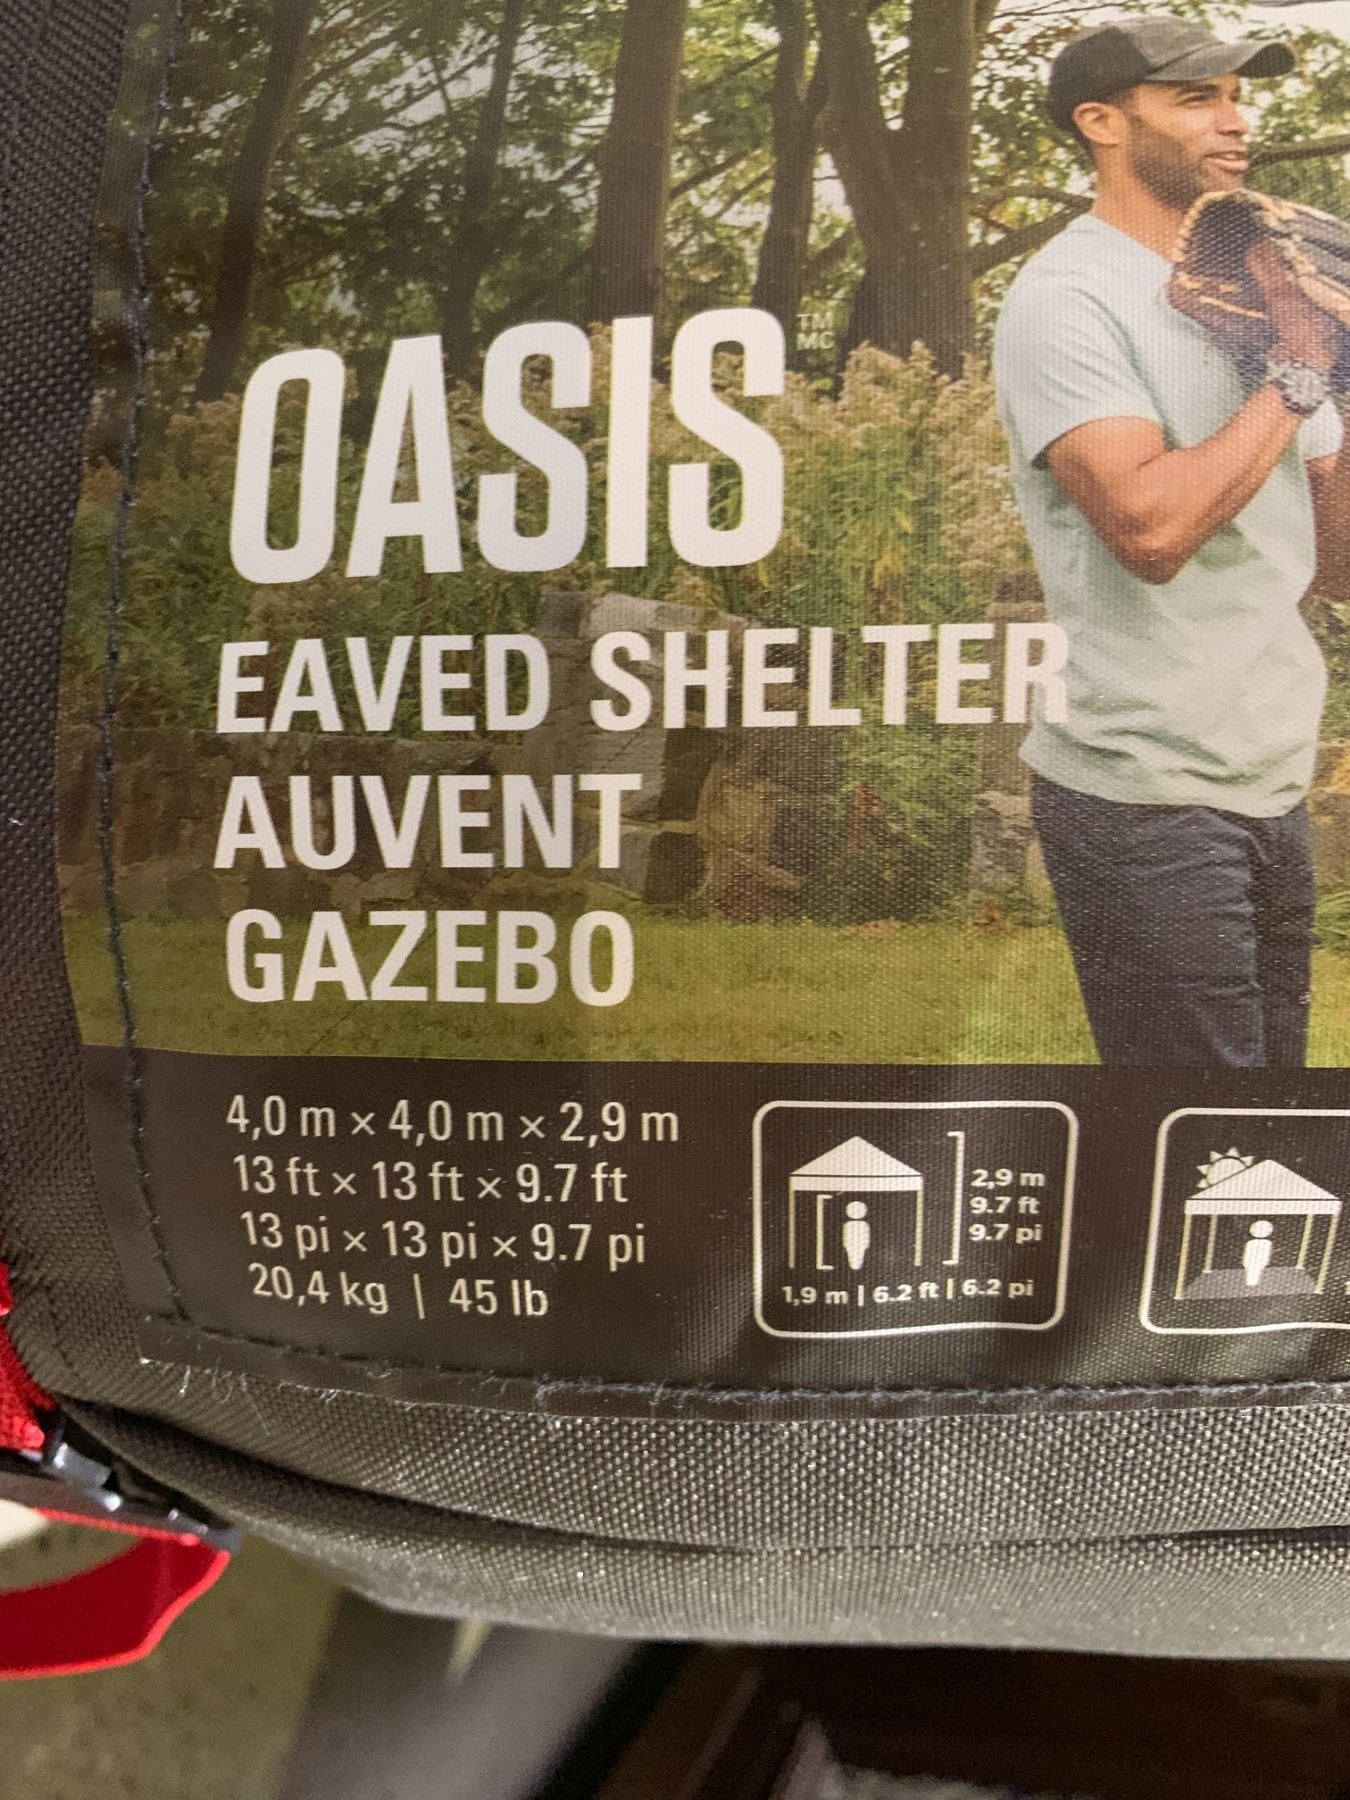 OASIS TM MC
EAVED SHELTER
AUVENT
GAZEBO
4,0 m × 4,0 m × 2,9 m
13 ft × 13 ft × 9.7 ft
13 pi × 13 pi × 9.7 pi
20,4 kg | 45 lb
2,9 m
9.7 ft
9.7 pi
1,9 m | 6.2 ft | 6.2 pi